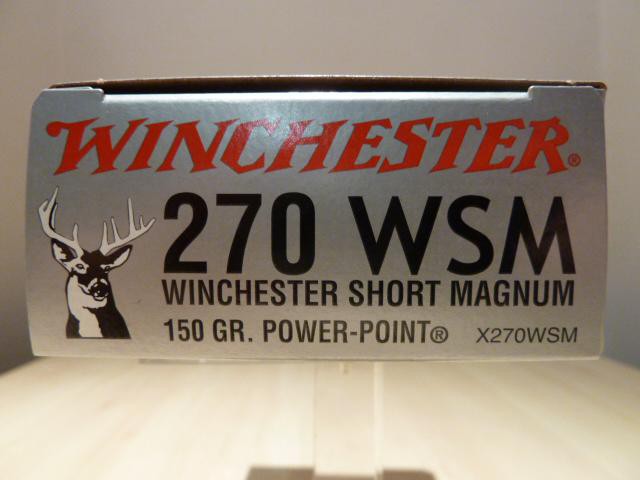 WINCHESTER®
270 WSM
WINCHESTER SHORT MAGNUM
150 GR. POWER-POINT® X270WSM